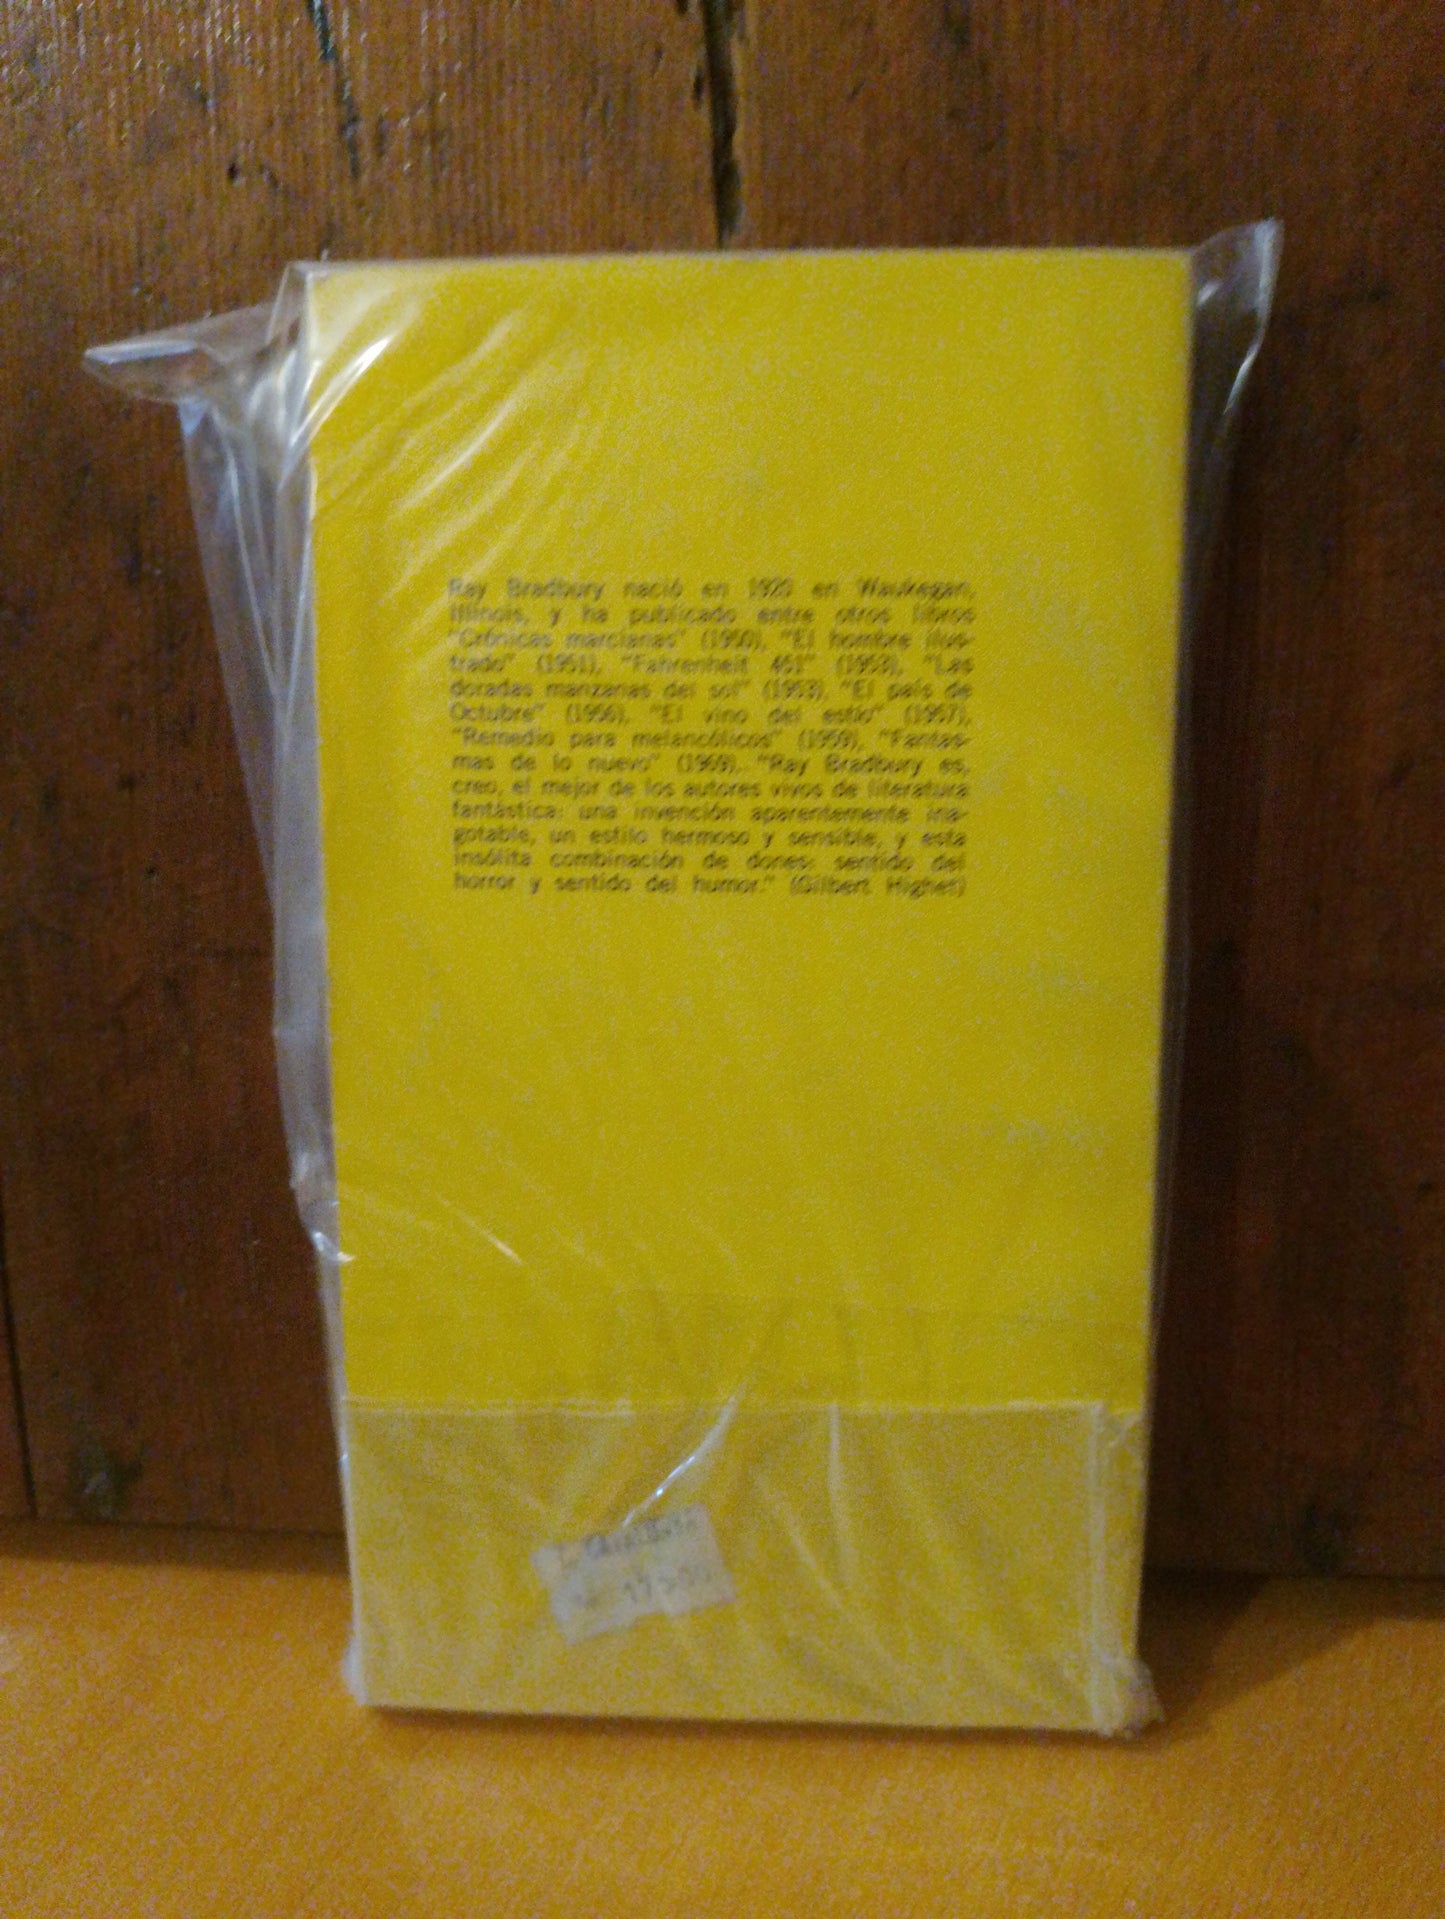 Ray Bradbury nació en 1920 en Waukegan,
Illinois, y ha publicado entre otros libros
"Crónicas marcianas" (1950), "El hombre ilus-
trado" (1951), "Fahrenheit 451" (1953), "Las
doradas manzanas del sol" (1953), "El país de
Octubre" (1956), "El vino del estío" (1957),
"Remedio para melancólicos" (1959), "Fantas-
mas de lo nuevo" (1969). "Ray Bradbury es,
creo, el mejor de los autores vivos de literatura
fantástica: una invención aparentemente ina-
gotable, un estilo hermoso y sensible, y esta
insólita combinación de dones: sentido del
horror y sentido del humor." (Gilbert Highet)